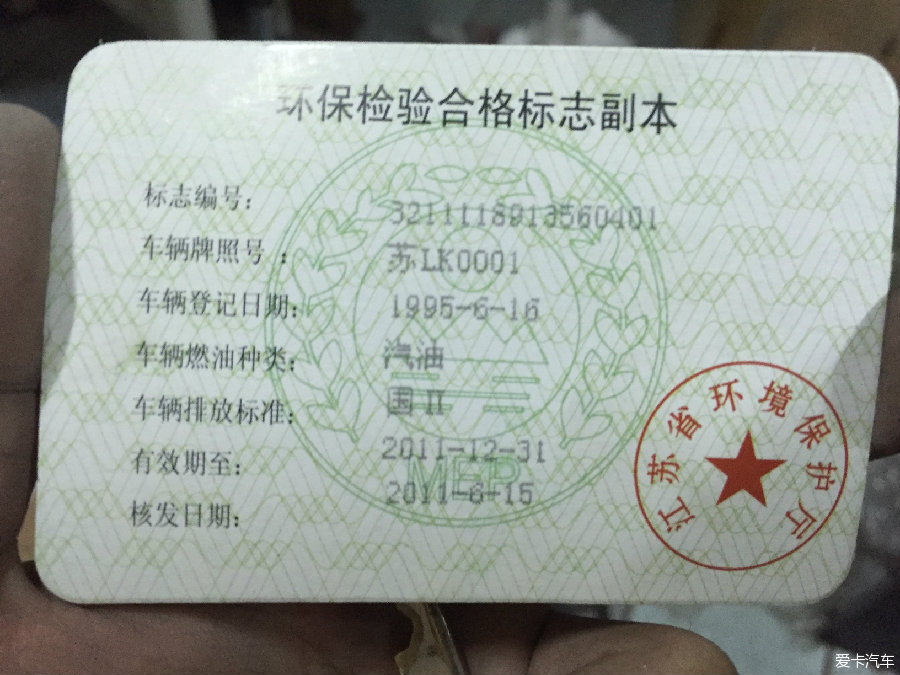 环保检验合格标志副本
标志编号: 3211118913560401
车辆牌照号: 苏LK0001
车辆登记日期: 1995-6-16
车辆燃油种类: 汽油
车辆排放标准: 国II
有效期至: 2011-12-31
核发日期: 2011-6-15
MEP
江苏省环境保护厅
爱卡汽车